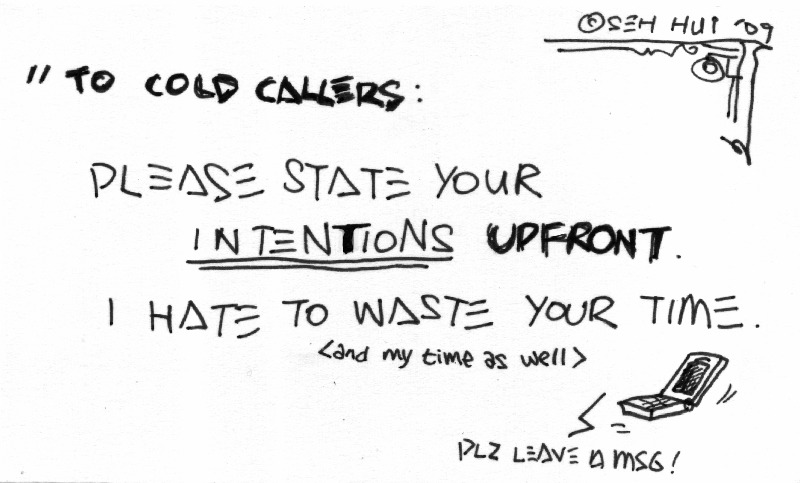 ©SEH HUI '09
"TO COLD CALLERS:
PLEASE STATE YOUR
INTENTIONS UPFRONT.
I HATE TO WASTE YOUR TIME.
<and my time as well>
PLZ LEAVE A MSG!